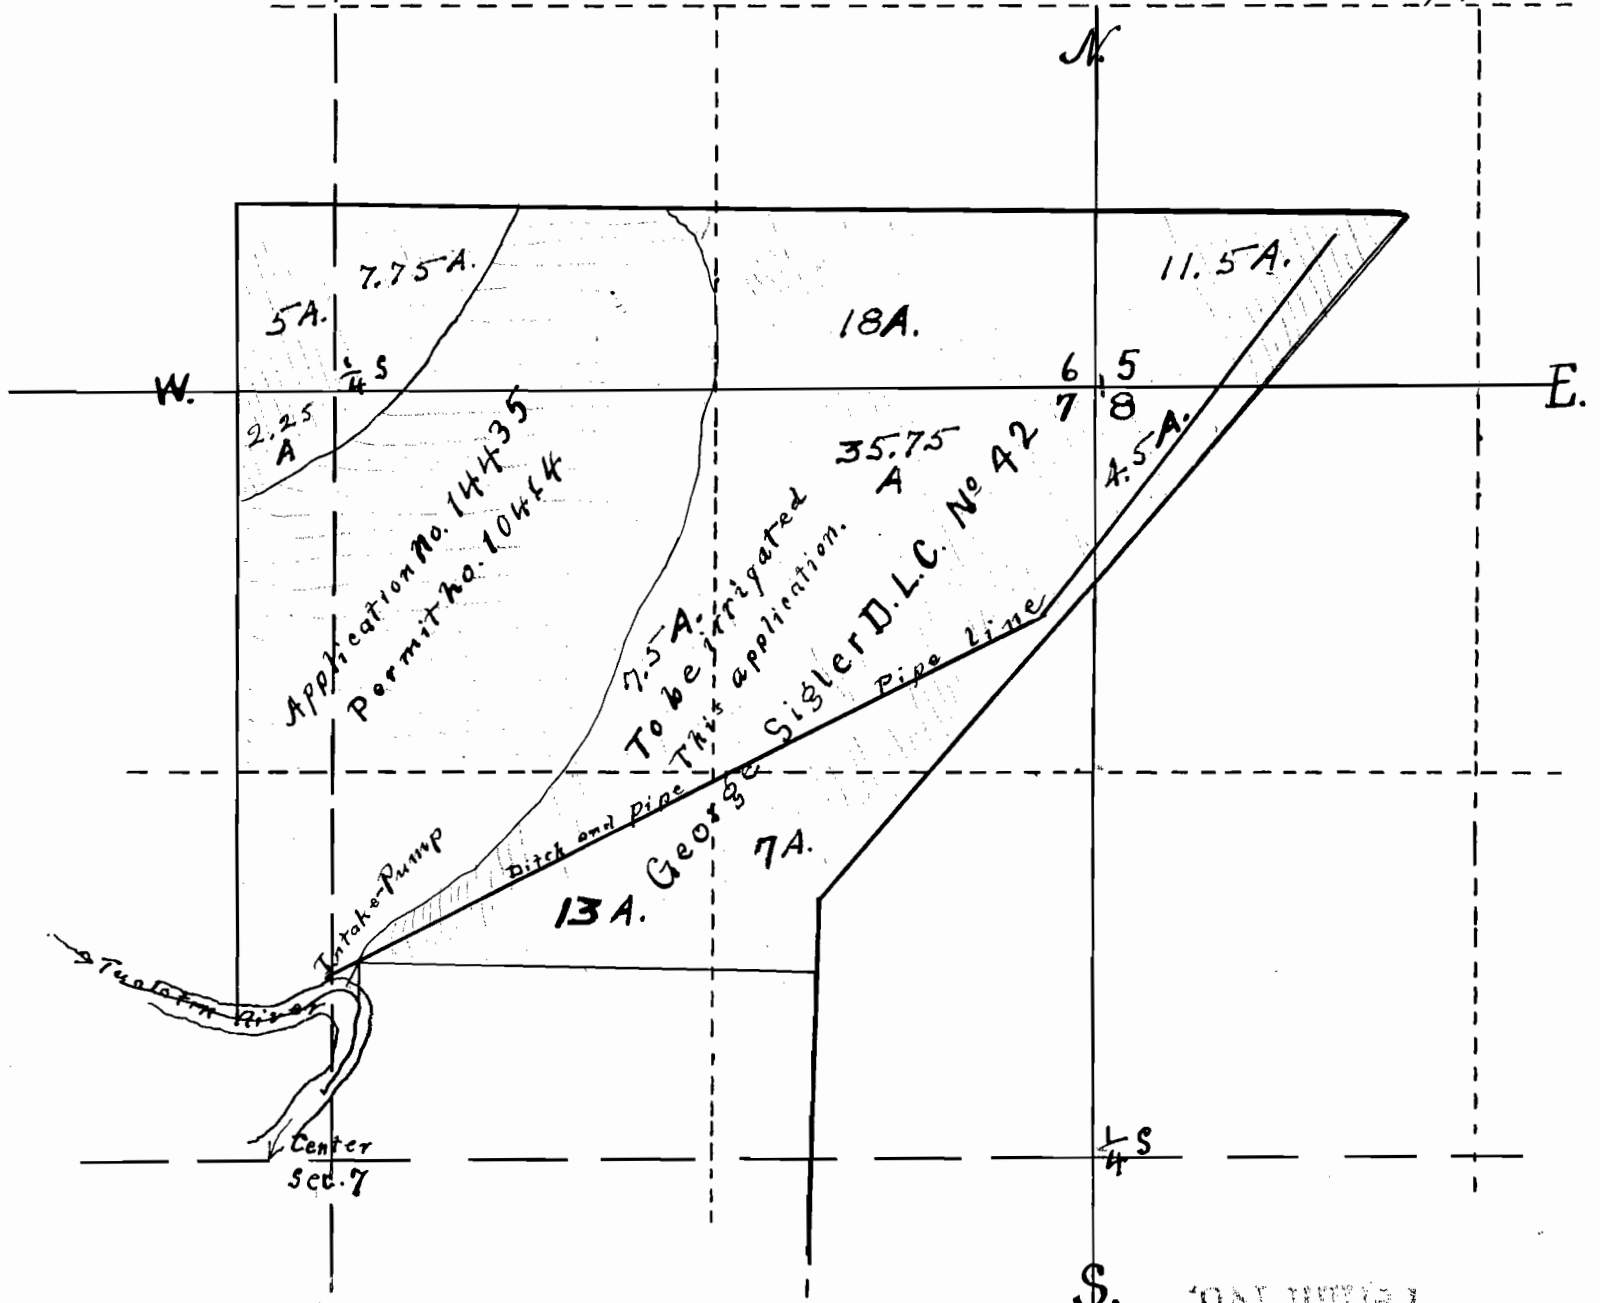 N.
7.75 A.
5 A.
18 A.
11.5 A.
1/4 S
W.
6 5
7 8
E.
2.25
A
35.75
A
4.5 A.
Application No. 14435
Permit No. 10414
7.5 A.
To be irrigated
This application.
George Sigler D.L.C. No 42
Ditch and Pipe Pipe Line
Intake-Pump
7 A.
13 A.
Tualatin River
Center
Sec. 7
1/4 S
S.